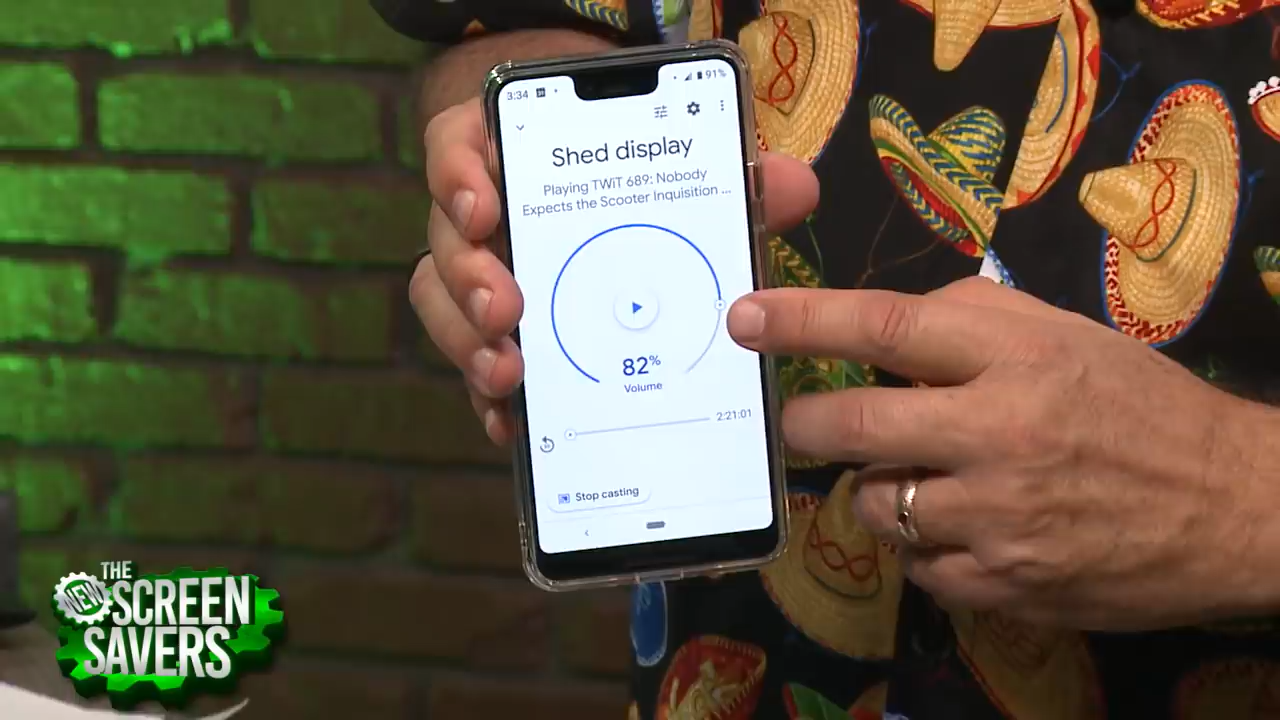 3:34
91%
Shed display
Playing TWiT 689: Nobody
Expects the Scooter Inquisition ...
82%
Volume
2:21:01
Stop casting
THE
NEW
SCREEN
SAVERS